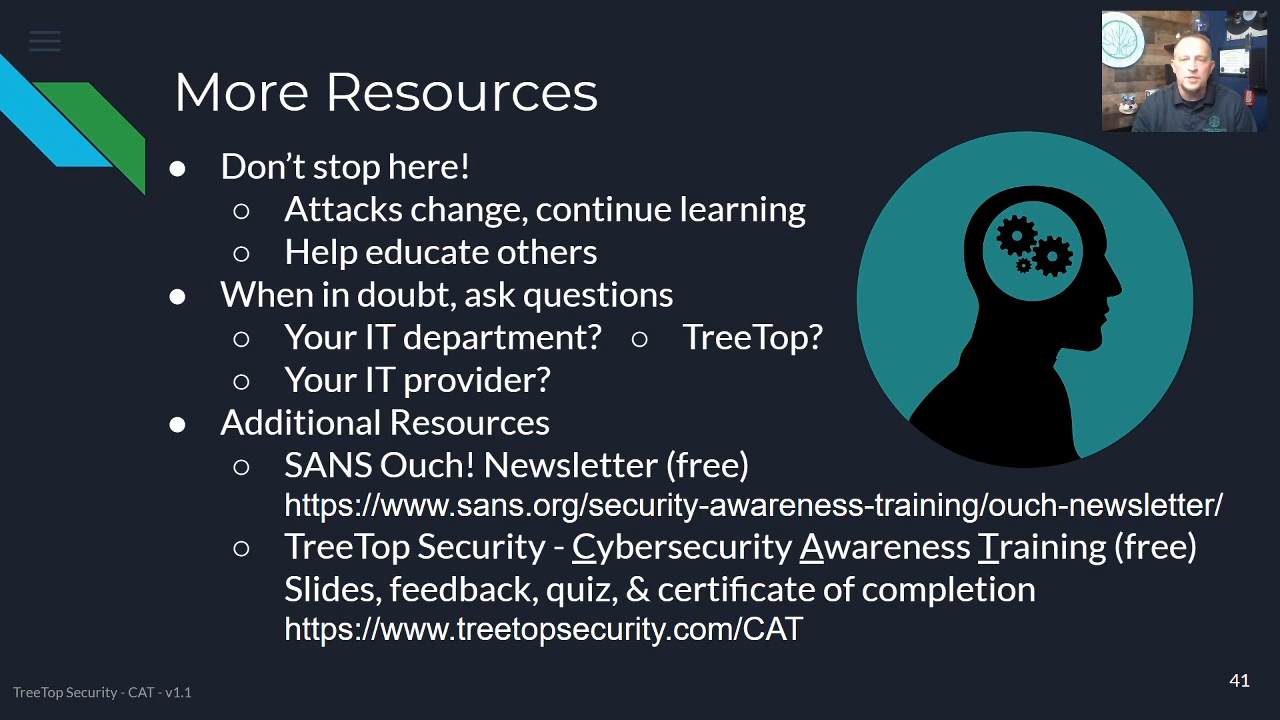 More Resources
● Don’t stop here!
○ Attacks change, continue learning
○ Help educate others
● When in doubt, ask questions
○ Your IT department? ○ TreeTop?
○ Your IT provider?
● Additional Resources
○ SANS Ouch! Newsletter (free)
https://www.sans.org/security-awareness-training/ouch-newsletter/
○ TreeTop Security - Cybersecurity Awareness Training (free)
Slides, feedback, quiz, & certificate of completion
https://www.treetopsecurity.com/CAT
TreeTop Security - CAT - v1.1
41